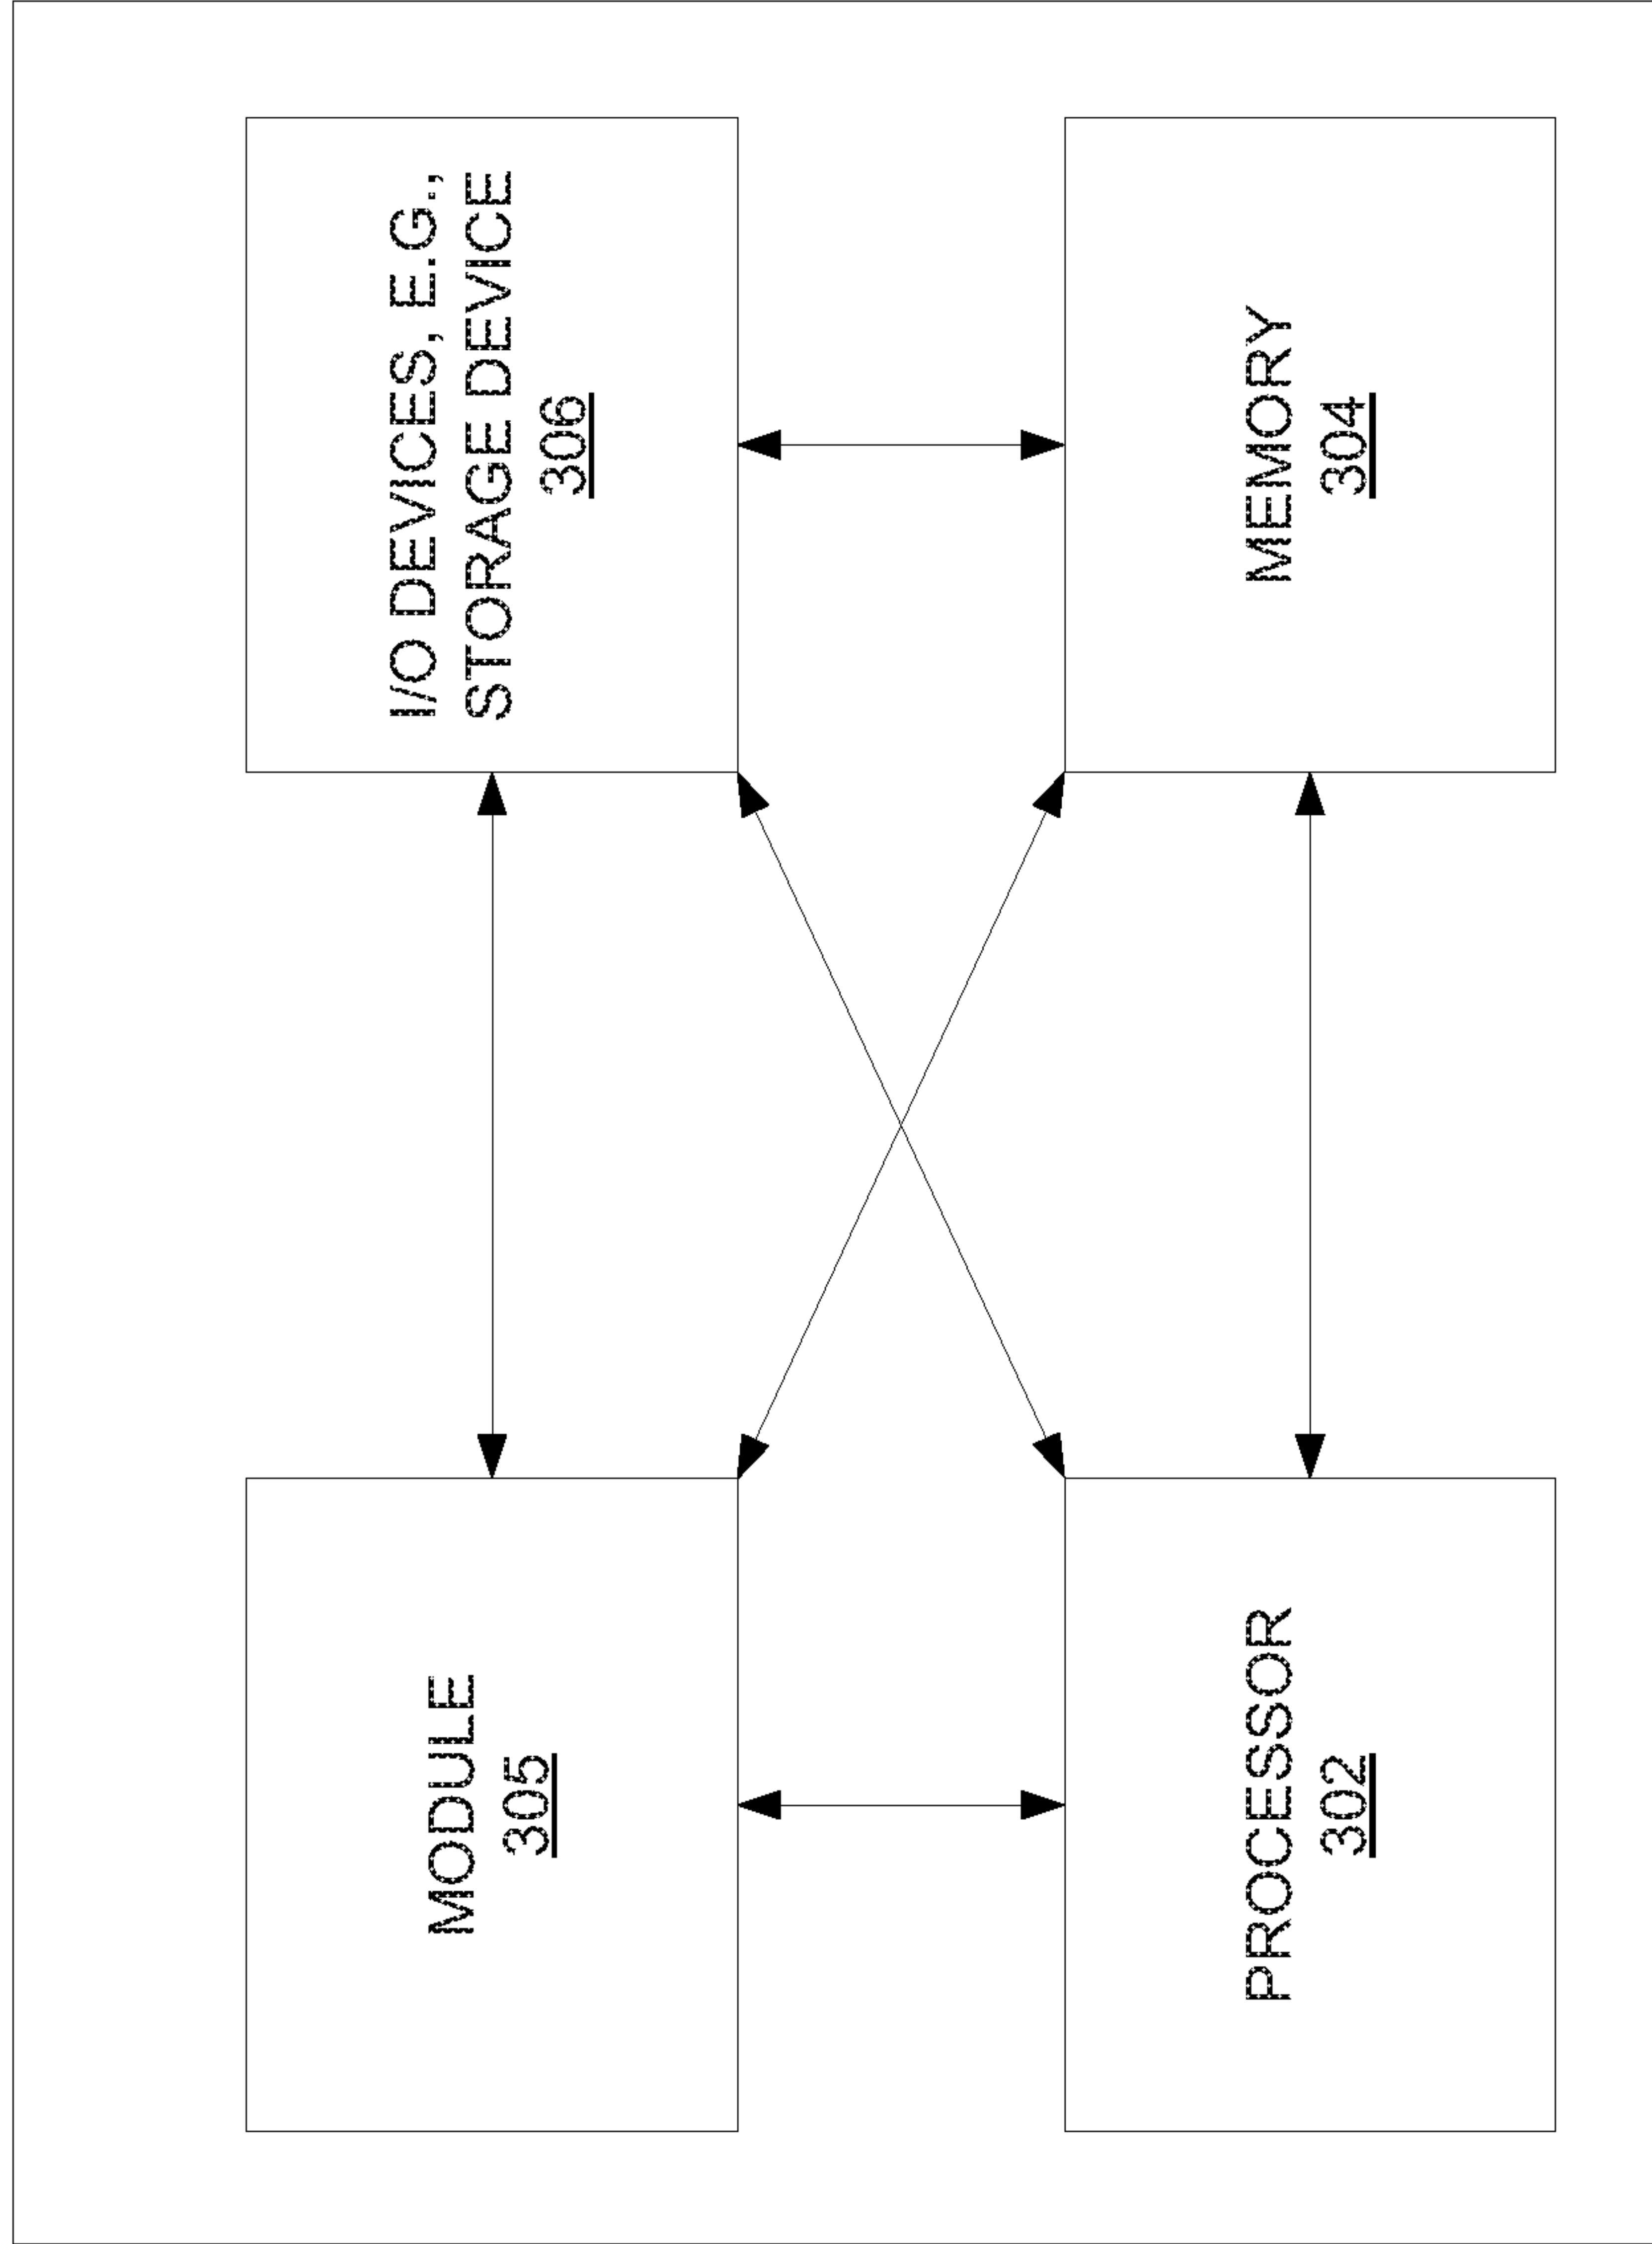 MODULE
305
I/O DEVICES, E.G.,
STORAGE DEVICE
306
PROCESSOR
302
MEMORY
304